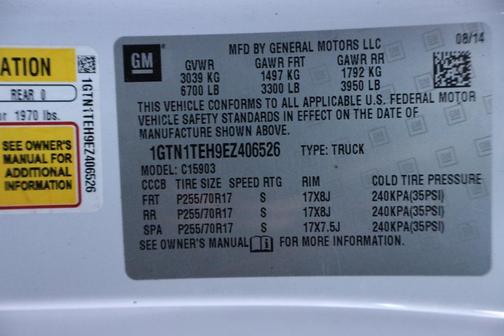 ATION
REAR 0
or 1970 lbs.
SEE OWNER'S
MANUAL FOR
ADDITIONAL
INFORMATION
1GTN1TEH9EZ406526
GM
MFD BY GENERAL MOTORS LLC
08/14
GVWR GAWR FRT GAWR RR
3039 KG 1497 KG 1792 KG
6700 LB 3300 LB 3950 LB
THIS VEHICLE CONFORMS TO ALL APPLICABLE U.S. FEDERAL MOTOR
VEHICLE SAFETY STANDARDS IN EFFECT ON THE DATE OF
MANUFACTURE SHOWN ABOVE.
1GTN1TEH9EZ406526 TYPE: TRUCK
MODEL: C15903
CCCB TIRE SIZE SPEED RTG RIM COLD TIRE PRESSURE
FRT P255/70R17 S 17X8J 240KPA(35PSI)
RR P255/70R17 S 17X8J 240KPA(35PSI)
SPA P255/70R17 S 17X7.5J 240KPA(35PSI)
SEE OWNER'S MANUAL FOR MORE INFORMATION.